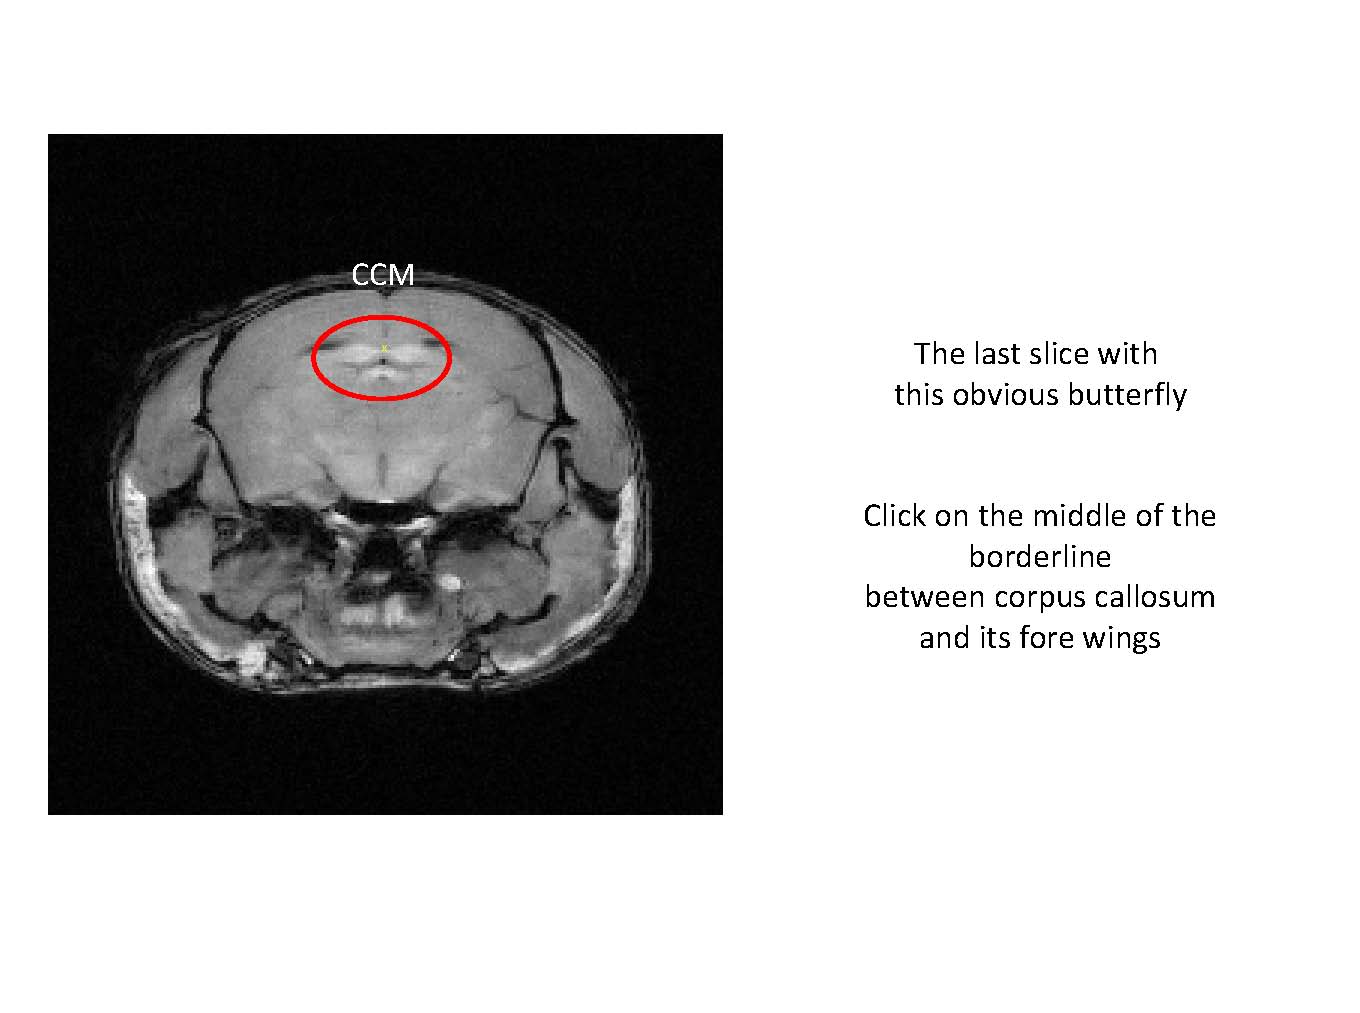 CCM
The last slice with
this obvious butterfly
Click on the middle of the
borderline
between corpus callosum
and its fore wings